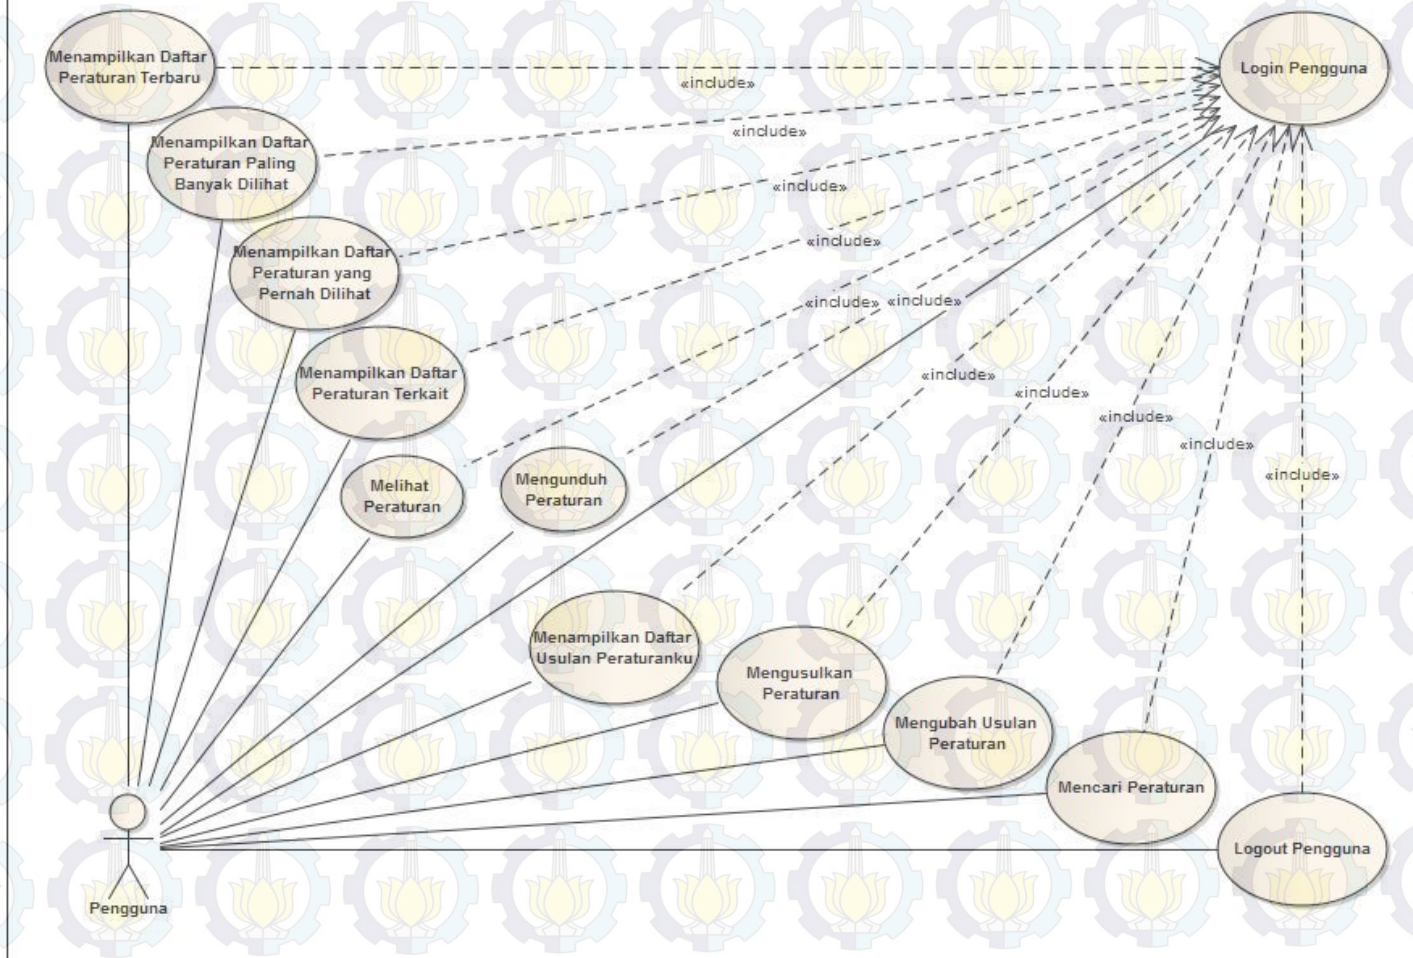 Menampilkan Daftar
Peraturan Terbaru
Login Pengguna
«include»
Menampilkan Daftar
Peraturan Paling
Banyak Dilihat
«include»
«include»
Menampilkan Daftar
Peraturan yang
Pernah Dilihat
«include»
«include» «include»
Menampilkan Daftar
Peraturan Terkait
«include»
«include»
«include»
«include»
«include»
Melihat
Peraturan
Mengunduh
Peraturan
Menampilkan Daftar
Usulan Peraturanku
Mengusulkan
Peraturan
Mengubah Usulan
Peraturan
Mencari Peraturan
Logout Pengguna
Pengguna